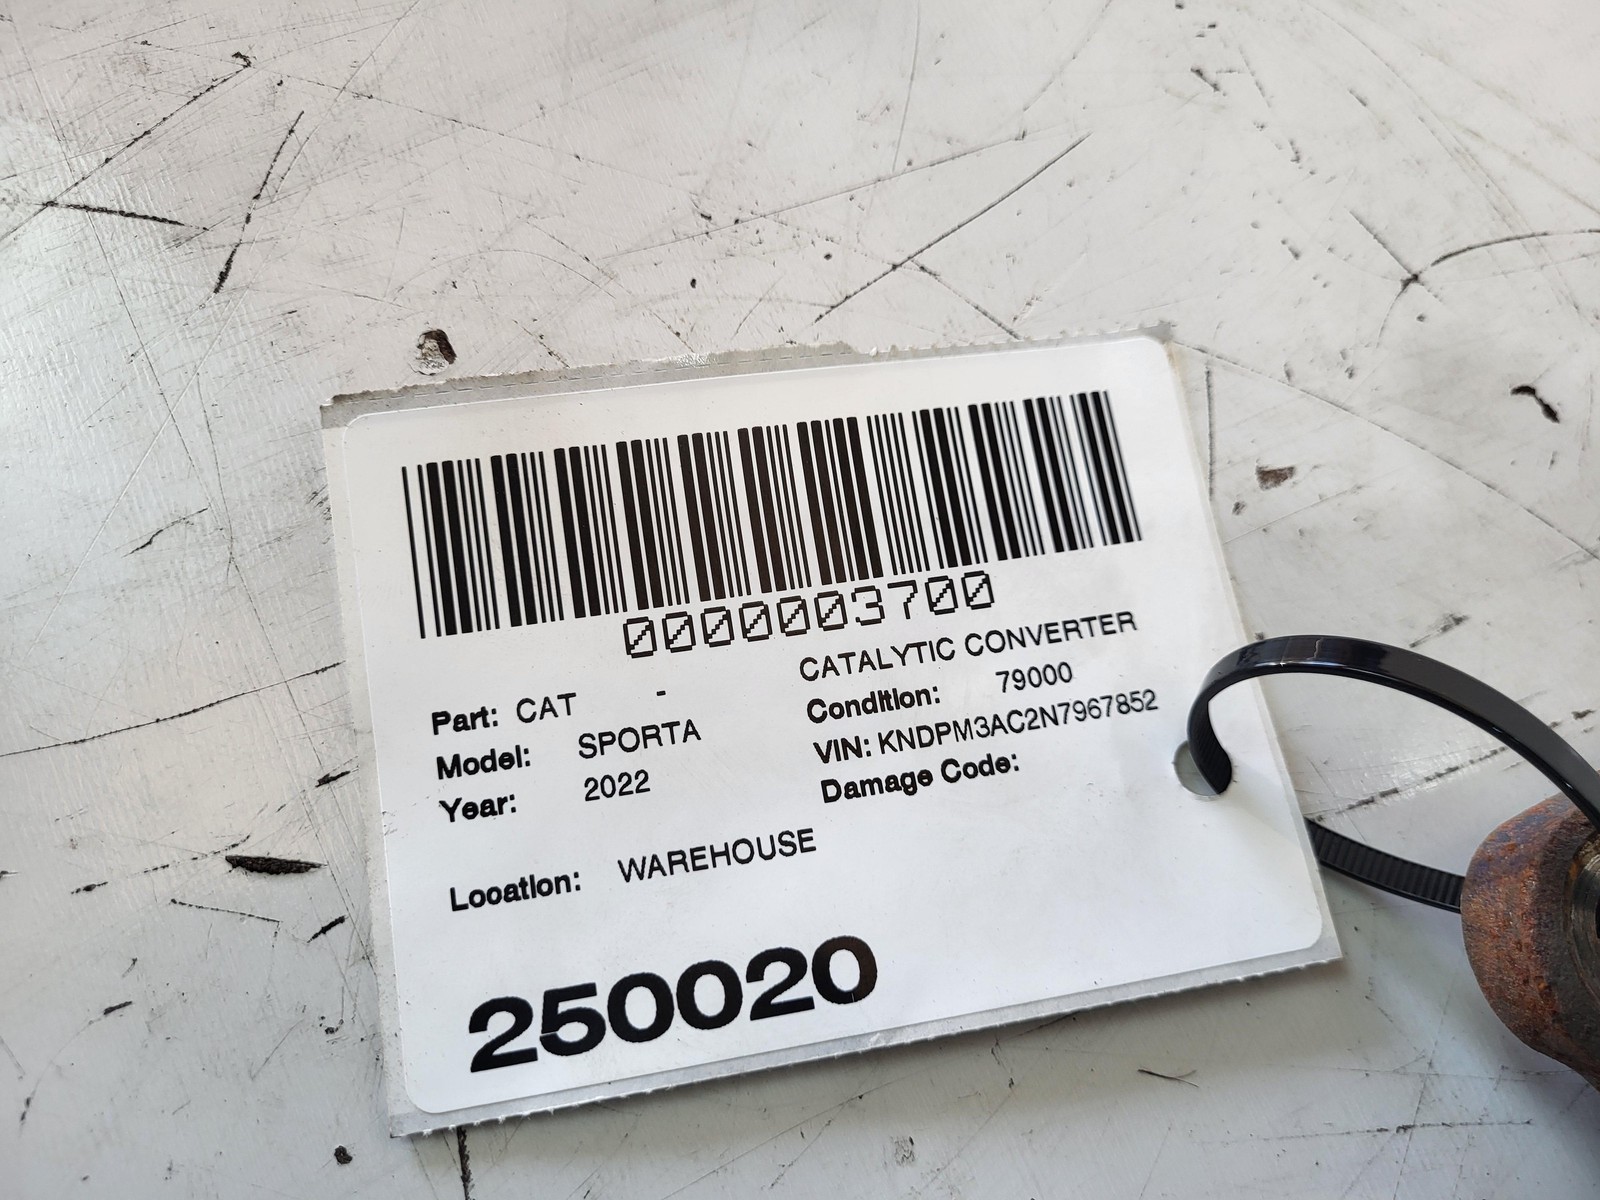 0000003700
Part: CAT - CATALYTIC CONVERTER
Model: SPORTA Condition: 79000
Year: 2022 VIN: KNDPM3AC2N7967852
Damage Code:
Location: WAREHOUSE
250020